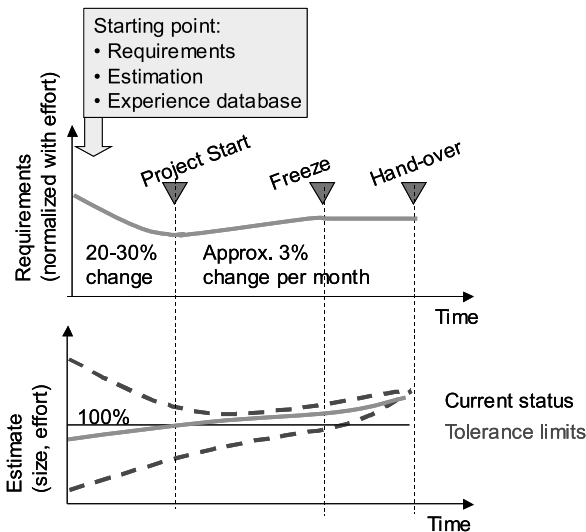 Starting point:
• Requirements
• Estimation
• Experience database
Requirements
(normalized with effort)
Project Start
Freeze
Hand-over
20-30%
change
Approx. 3%
change per month
Time
Estimate
(size, effort)
100%
Current status
Tolerance limits
Time